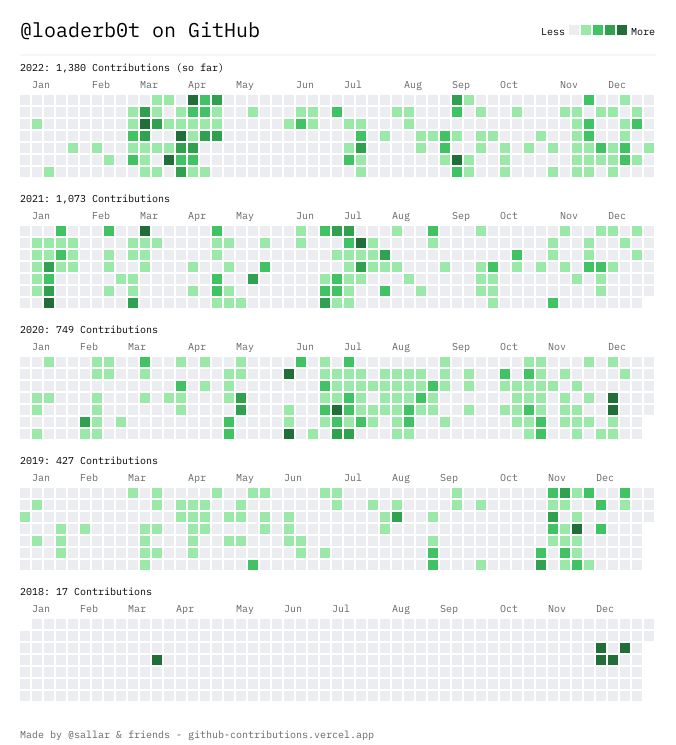 @loaderb0t on GitHub
Less More
2022: 1,380 Contributions (so far)
Jan Feb Mar Apr May Jun Jul Aug Sep Oct Nov Dec
2021: 1,073 Contributions
Jan Feb Mar Apr May Jun Jul Aug Sep Oct Nov Dec
2020: 749 Contributions
Jan Feb Mar Apr May Jun Jul Aug Sep Oct Nov Dec
2019: 427 Contributions
Jan Feb Mar Apr May Jun Jul Aug Sep Oct Nov Dec
2018: 17 Contributions
Jan Feb Mar Apr May Jun Jul Aug Sep Oct Nov Dec
Made by @sallar & friends - github-contributions.vercel.app